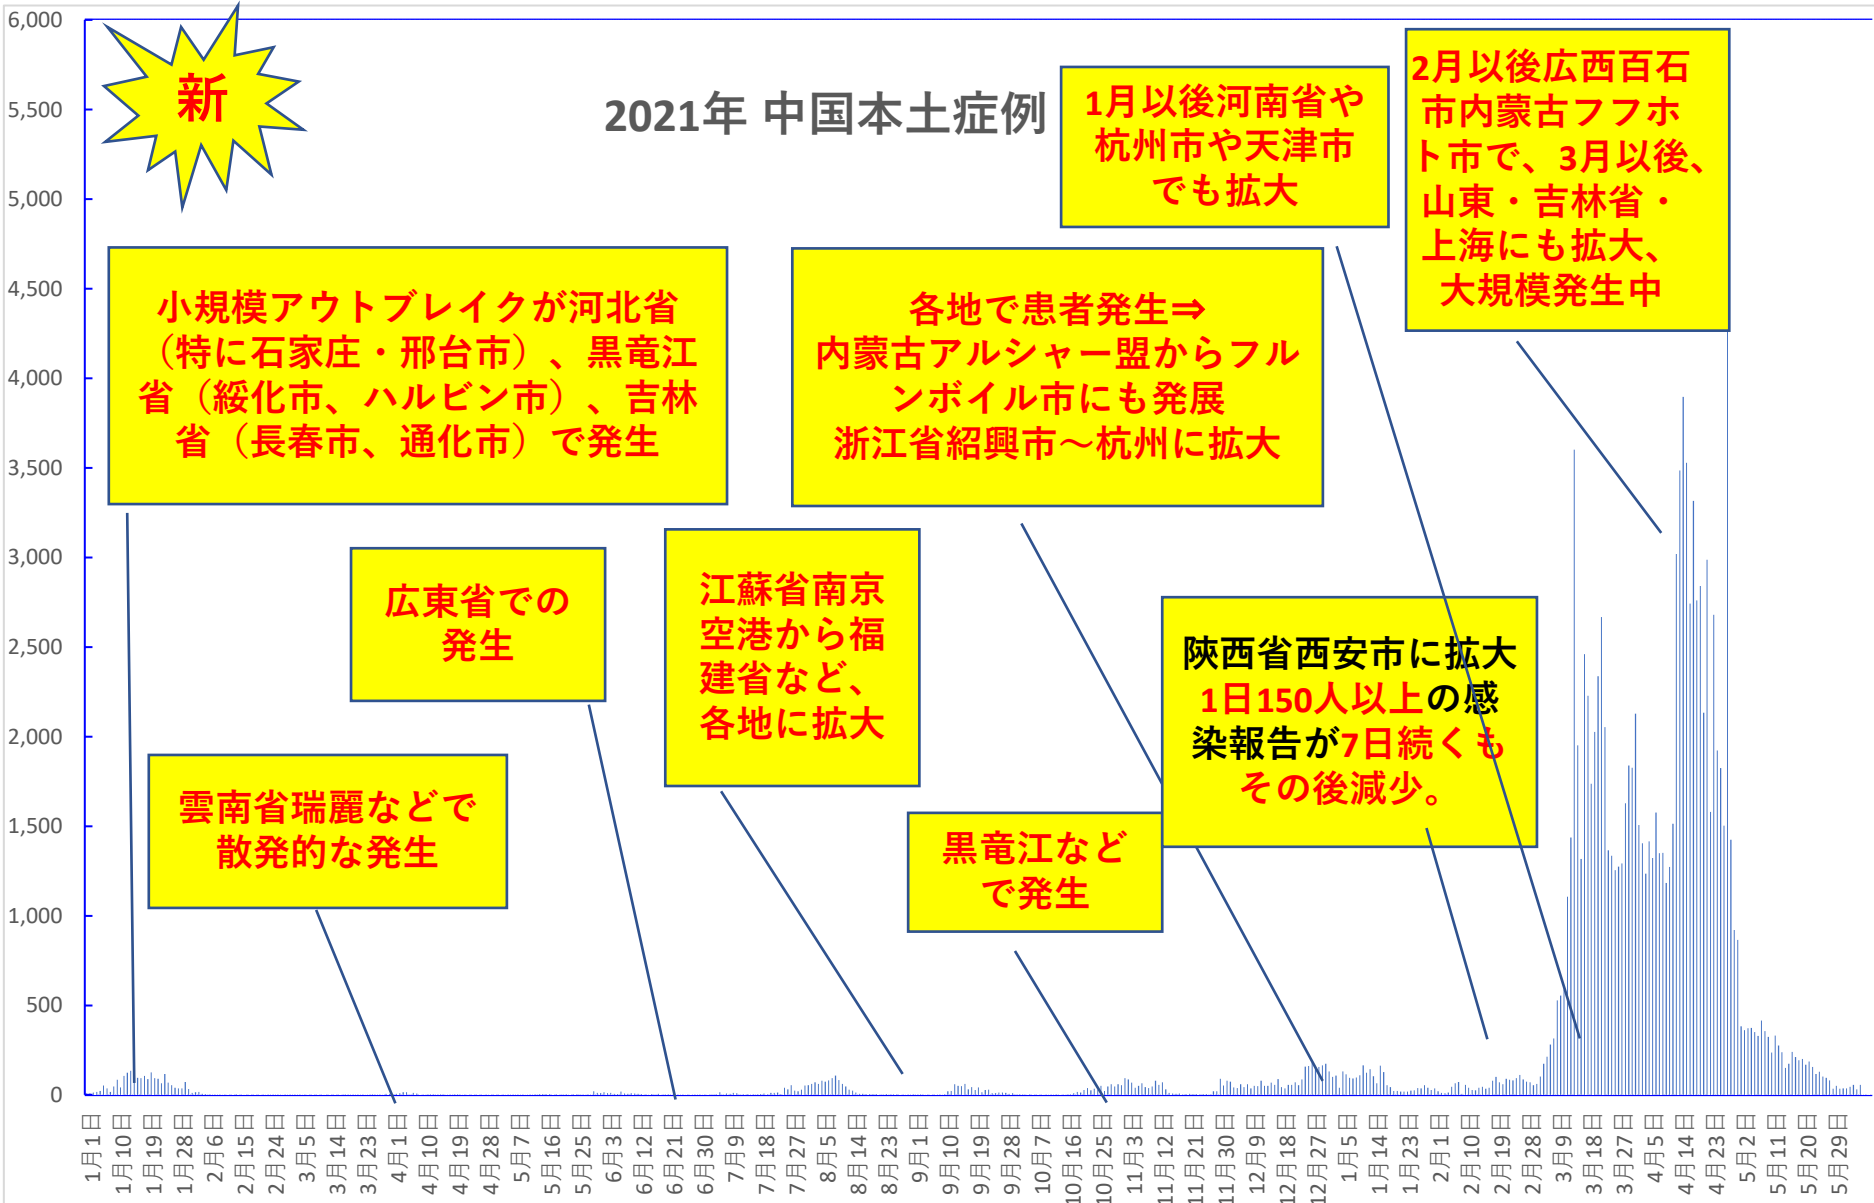 新
2021年 中国本土症例
1月以後河南省や
杭州市や天津市
でも拡大
2月以後広西百石
市内蒙古フフホ
ト市で、3月以後、
山東・吉林省・
上海にも拡大、
大規模発生中
小規模アウトブレイクが河北省
（特に石家庄・邢台市）、黒竜江
省（綏化市、ハルビン市）、吉林
省（長春市、通化市）で発生
各地で患者発生⇒
内蒙古アルシャー盟からフル
ンボイル市にも発展
浙江省紹興市～杭州に拡大
広東省での
発生
江蘇省南京
空港から福
建省など、
各地に拡大
陝西省西安市に拡大
1日150人以上の感
染報告が7日続くも
その後減少。
雲南省瑞麗などで
散発的な発生
黒竜江など
で発生
6,000
5,500
5,000
4,500
4,000
3,500
3,000
2,500
2,000
1,500
1,000
500
0
1月1日
1月10日
1月19日
1月28日
2月6日
2月15日
2月24日
3月5日
3月14日
3月23日
4月1日
4月10日
4月19日
4月28日
5月7日
5月16日
5月25日
6月3日
6月12日
6月21日
6月30日
7月9日
7月18日
7月27日
8月5日
8月14日
8月23日
9月1日
9月10日
9月19日
9月28日
10月7日
10月16日
10月25日
11月3日
11月12日
11月21日
11月30日
12月9日
12月18日
12月27日
1月5日
1月14日
1月23日
2月1日
2月10日
2月19日
2月28日
3月9日
3月18日
3月27日
4月5日
4月14日
4月23日
5月2日
5月11日
5月20日
5月29日